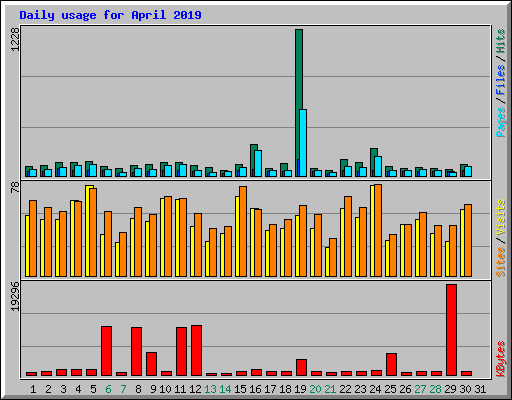 Daily usage for April 2019
1228
Pages / Files / Hits
78
Sites / Visits
19296
KBytes
1 2 3 4 5 6 7 8 9 10 11 12 13 14 15 16 17 18 19 20 21 22 23 24 25 26 27 28 29 30 31